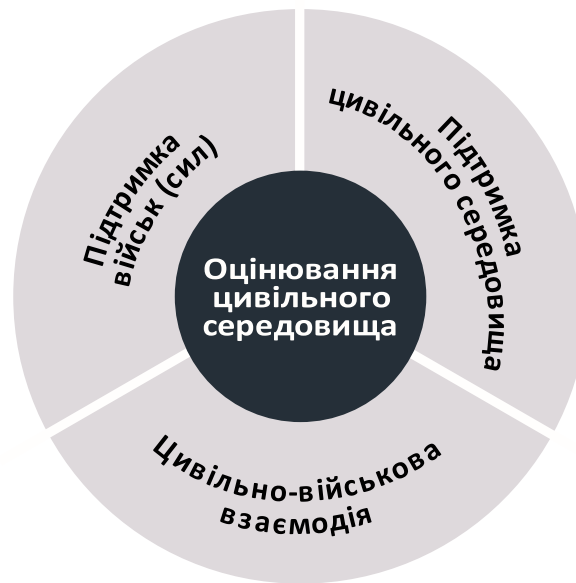 Підтримка
військ (сил)
Підтримка
цивільного середовища
Оцінювання
цивільного
середовища
Цивільно-військова
взаємодія